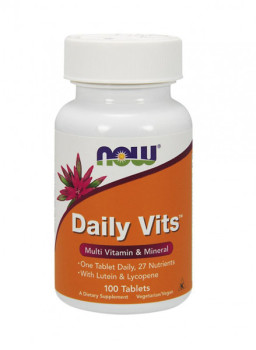 NOW
Daily Vits™
Multi Vitamin & Mineral
•One Tablet Daily, 27 Nutrients
•With Lutein & Lycopene
100 Tablets
A Dietary Supplement Vegetarian/Vegan